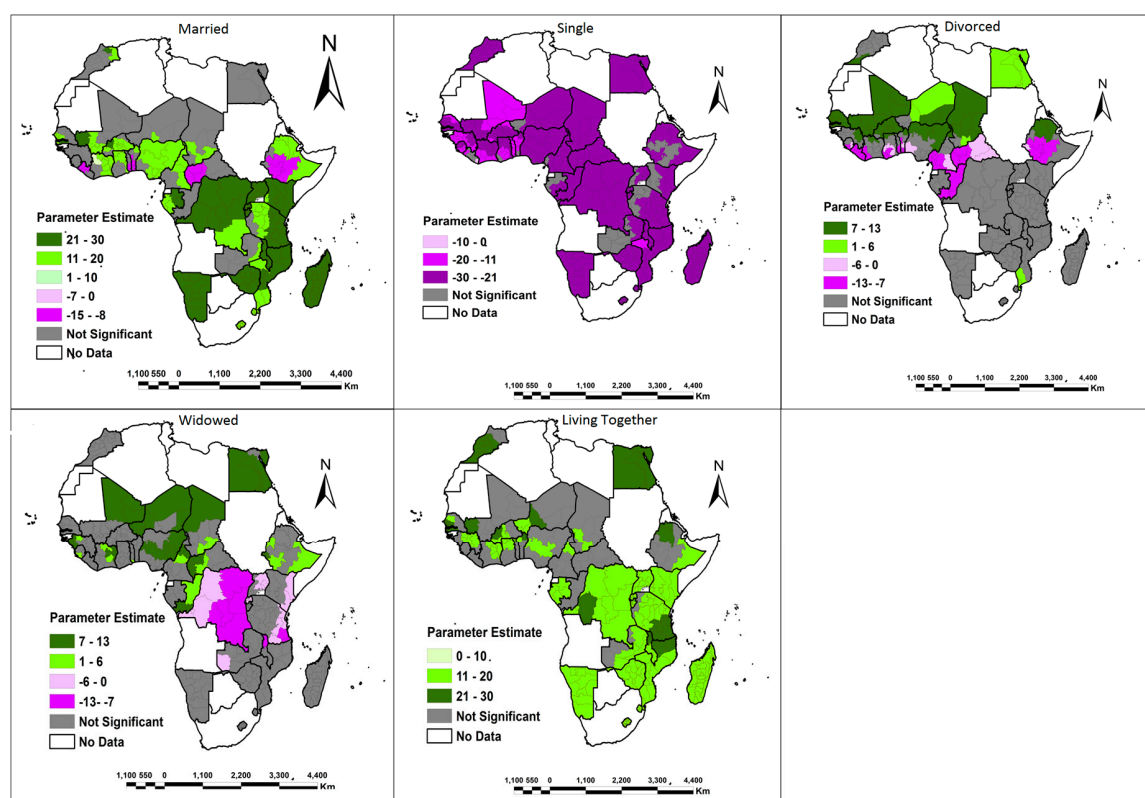 Married
N
Parameter Estimate
21 - 30
11 - 20
1 - 10
-7 - 0
-15 - -8
Not Significant
No Data
1,100 550 0 1,100 2,200 3,300 4,400
Km
Single
N
Parameter Estimate
-10 - 0
-20 - -11
-30 - -21
Not Significant
No Data
1,100 550 0 1,100 2,200 3,300 4,400
Km
Divorced
N
Parameter Estimate
7 - 13
1 - 6
-6 - 0
-13- -7
Not Significant
No Data
1,100 550 0 1,100 2,200 3,300 4,400
Km
Widowed
N
Parameter Estimate
7 - 13
1 - 6
-6 - 0
-13- -7
Not Significant
No Data
1,100 550 0 1,100 2,200 3,300 4,400
Km
Living Together
N
Parameter Estimate
0 - 10
11 - 20
21 - 30
Not Significant
No Data
1,100 550 0 1,100 2,200 3,300 4,400
Km